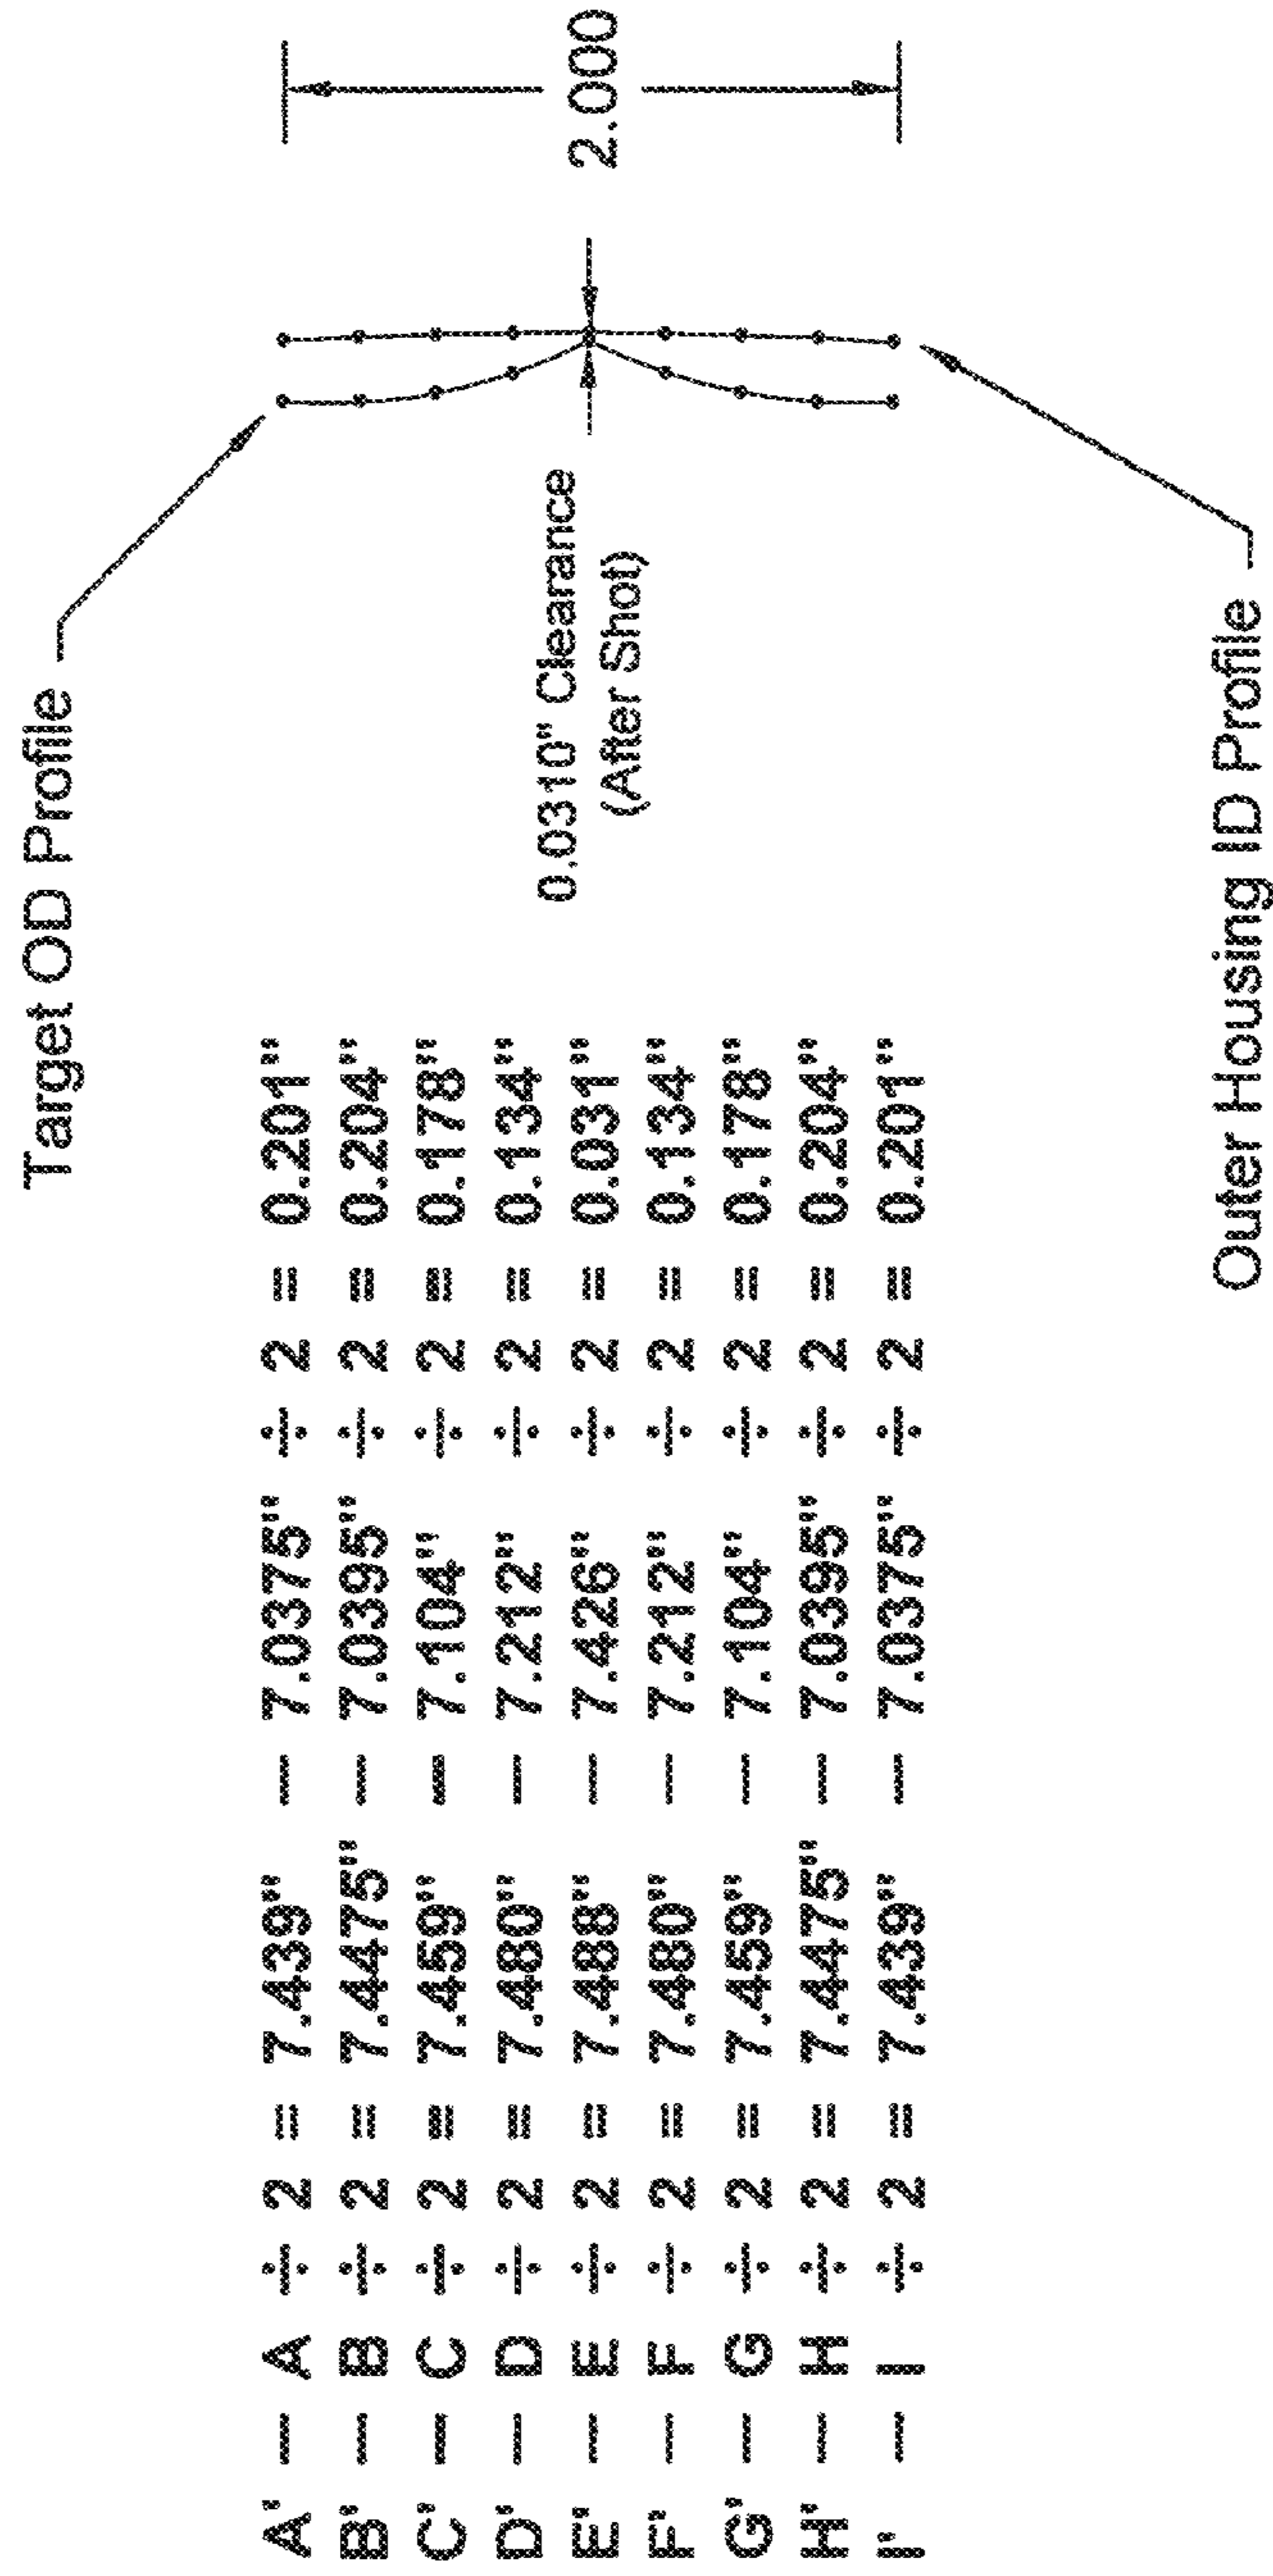 Target OD Profile
A' — A ÷ 2 = 7.439" — 7.0375" ÷ 2 = 0.201"
B' — B ÷ 2 = 7.4475" — 7.0395" ÷ 2 = 0.204"
C' — C ÷ 2 = 7.459" — 7.104" ÷ 2 = 0.178"
D' — D ÷ 2 = 7.480" — 7.212" ÷ 2 = 0.134"
E' — E ÷ 2 = 7.488" — 7.426" ÷ 2 = 0.031"
F' — F ÷ 2 = 7.480" — 7.212" ÷ 2 = 0.134"
G' — G ÷ 2 = 7.459" — 7.104" ÷ 2 = 0.178"
H' — H ÷ 2 = 7.4475" — 7.0395" ÷ 2 = 0.204"
I' — I ÷ 2 = 7.439" — 7.0375" ÷ 2 = 0.201"
0.0310" Clearance
(After Shot)
2.000
Outer Housing ID Profile